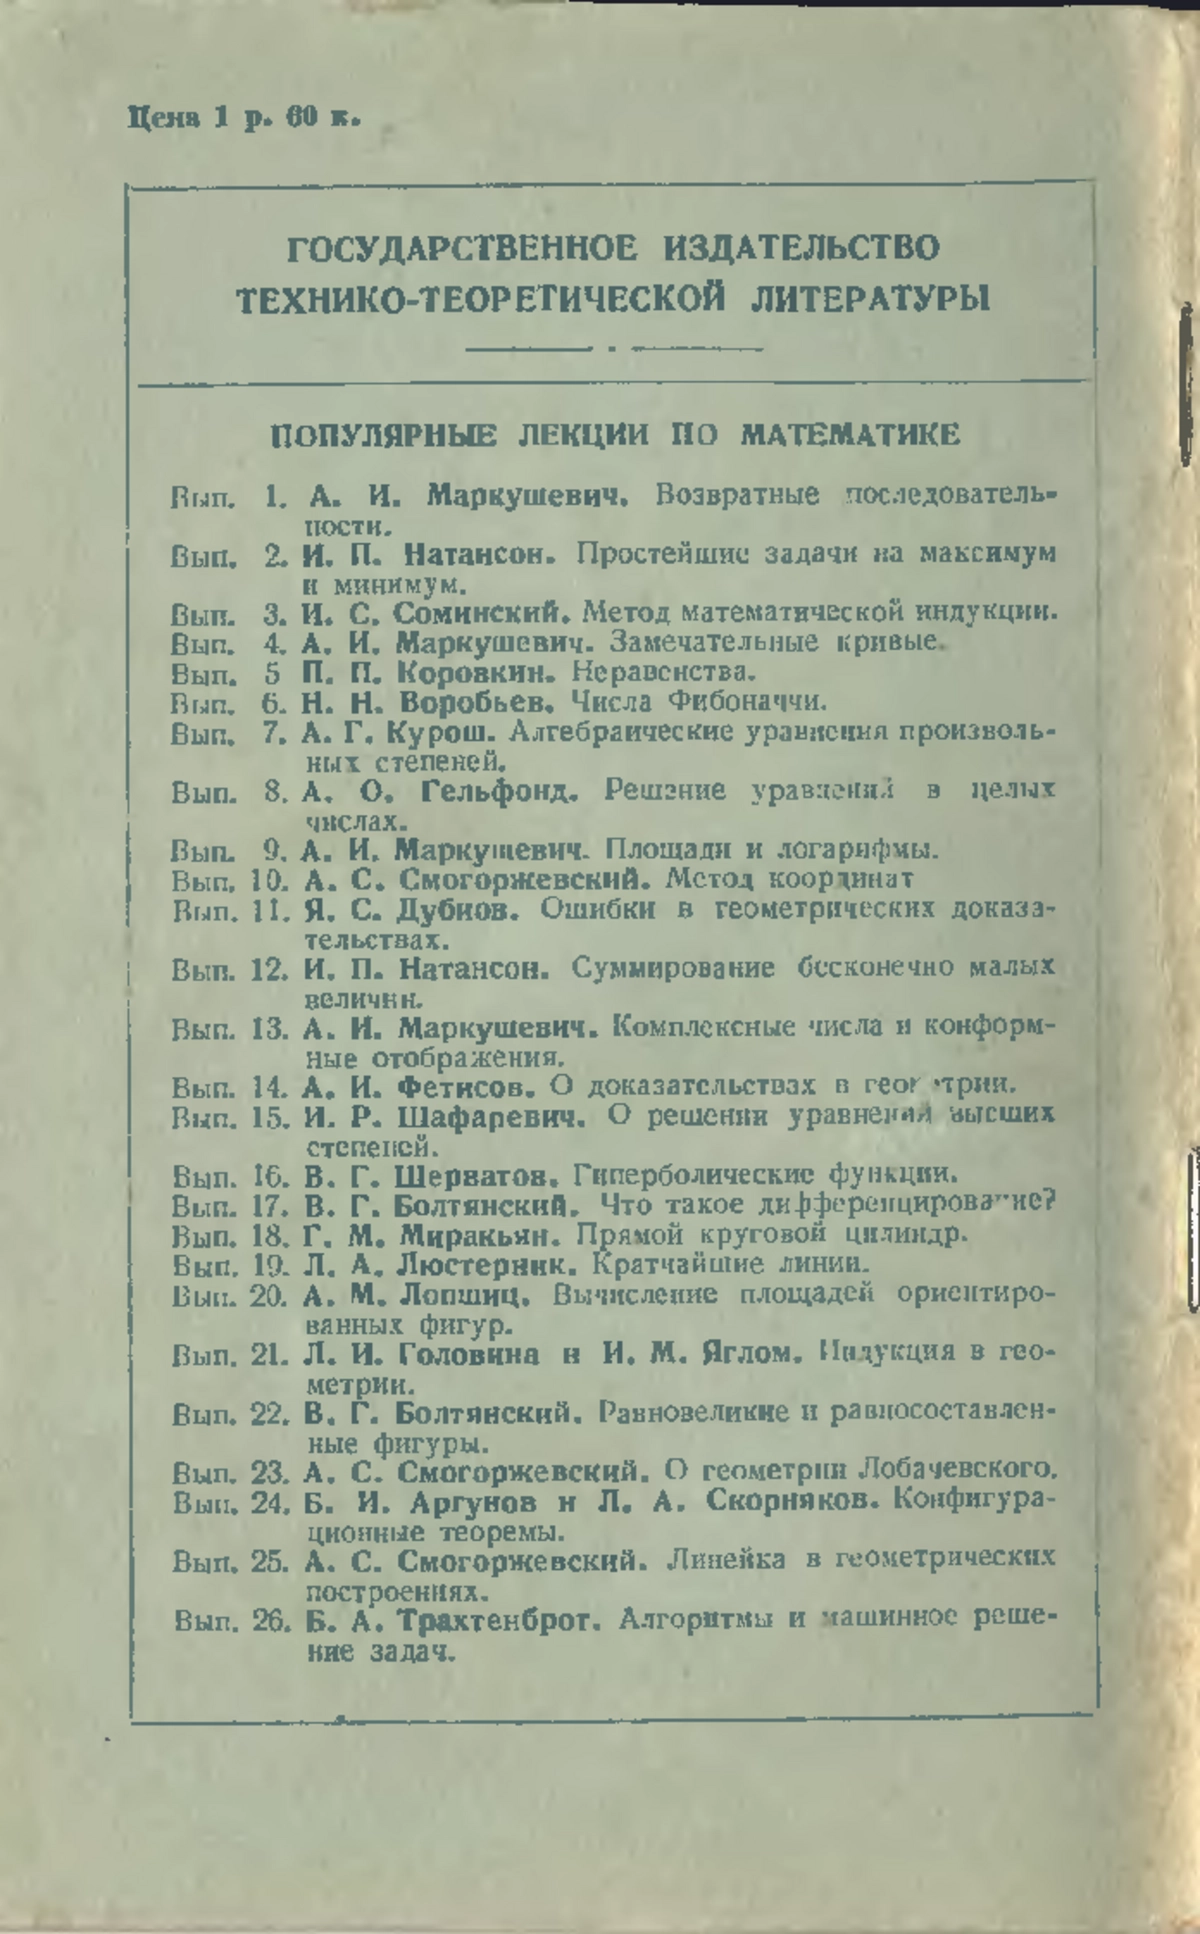 Цена 1 р. 60 к.
ГОСУДАРСТВЕННОЕ ИЗДАТЕЛЬСТВО
ТЕХНИКО-ТЕОРЕТИЧЕСКОЙ ЛИТЕРАТУРЫ
ПОПУЛЯРНЫЕ ЛЕКЦИИ ПО МАТЕМАТИКЕ
Вып. 1. А. И. Маркушевич. Возвратные последователь-
ности.
Вып. 2. И. П. Натансон. Простейшие задачи на максимум
и минимум.
Вып. 3. И. С. Соминский. Метод математической индукции.
Вып. 4. А. И. Маркушевич. Замечательные кривые.
Вып. 5 П. П. Коровкин. Неравенства.
Вып. 6. Н. Н. Воробьев. Числа Фибоначчи.
Вып. 7. А. Г. Курош. Алгебраические уравнения произволь-
ных степеней.
Вып. 8. А. О. Гельфонд. Решение уравнений в целых
числах.
Вып. 9. А. И. Маркушевич. Площади и логарифмы.
Вып. 10. А. С. Смогоржевский. Метод координат
Вып. 11. Я. С. Дубнов. Ошибки в геометрических доказа-
тельствах.
Вып. 12. И. П. Натансон. Суммирование бесконечно малых
величин.
Вып. 13. А. И. Маркушевич. Комплексные числа и конформ-
ные отображения.
Вып. 14. А. И. Фетисов. О доказательствах в геометрии.
Вып. 15. И. Р. Шафаревич. О решении уравнений высших
степеней.
Вып. 16. В. Г. Шерватов. Гиперболические функции.
Вып. 17. В. Г. Болтянский. Что такое дифференцирование?
Вып. 18. Г. М. Миракьян. Прямой круговой цилиндр.
Вып. 19. Л. А. Люстерник. Кратчайшие линии.
Вып. 20. А. М. Лопшиц. Вычисление площадей ориентиро-
ванных фигур.
Вып. 21. Л. И. Головина и И. М. Яглом. Индукция в гео-
метрии.
Вып. 22. В. Г. Болтянский. Равновеликие и равносоставлен-
ные фигуры.
Вып. 23. А. С. Смогоржевский. О геометрии Лобачевского.
Вып. 24. Б. И. Аргунов и Л. А. Скорняков. Конфигура-
ционные теоремы.
Вып. 25. А. С. Смогоржевский. Линейка в геометрических
построениях.
Вып. 26. Б. А. Трахтенброт. Алгоритмы и машинное реше-
ние задач.